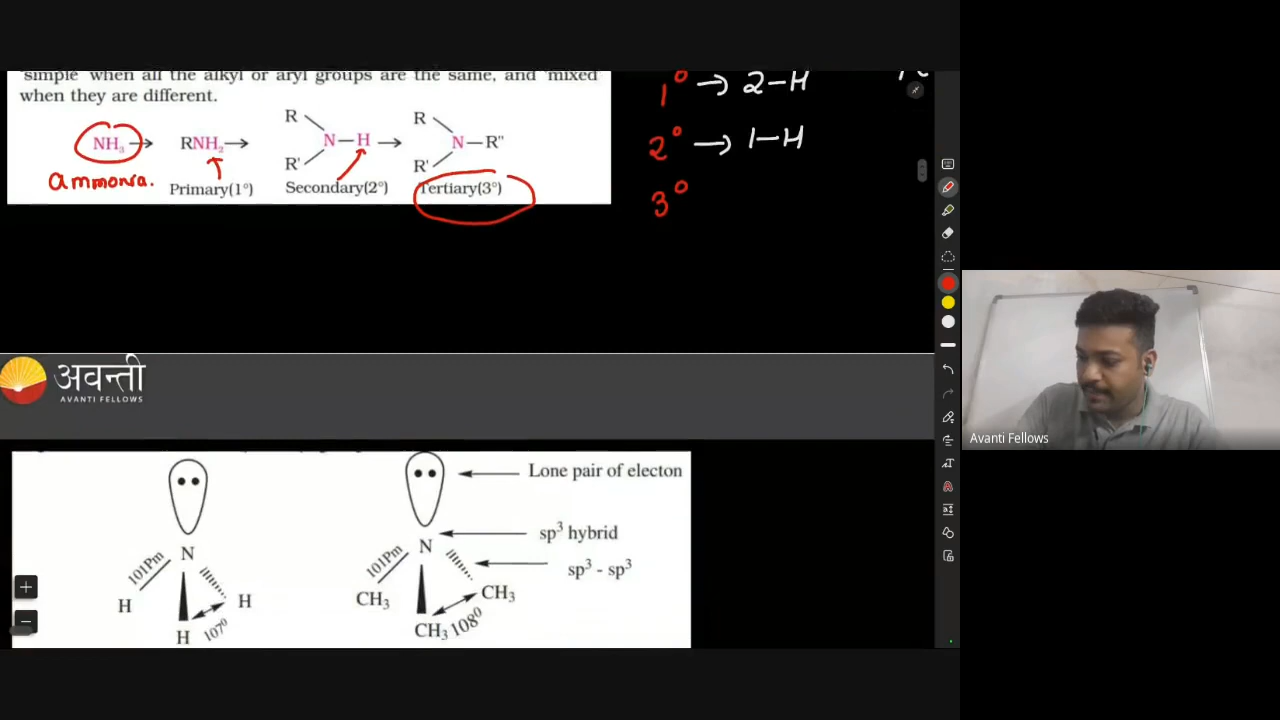 simple when all the alkyl or aryl groups are the same, and mixed
when they are different.
NH₃ → RNH₂ → R R' N—H → R R' N—R"
ammonia.
Primary(1°) Secondary(2°) Tertiary(3°)
1° → 2-H
2° → 1-H
3°
अवन्ती
AVANTI FELLOWS
Lone pair of electon
sp³ hybrid
sp³ - sp³
N
101Pm
H
H
H
107⁰
N
101Pm
CH₃
CH₃
CH₃
108⁰
Avanti Fellows